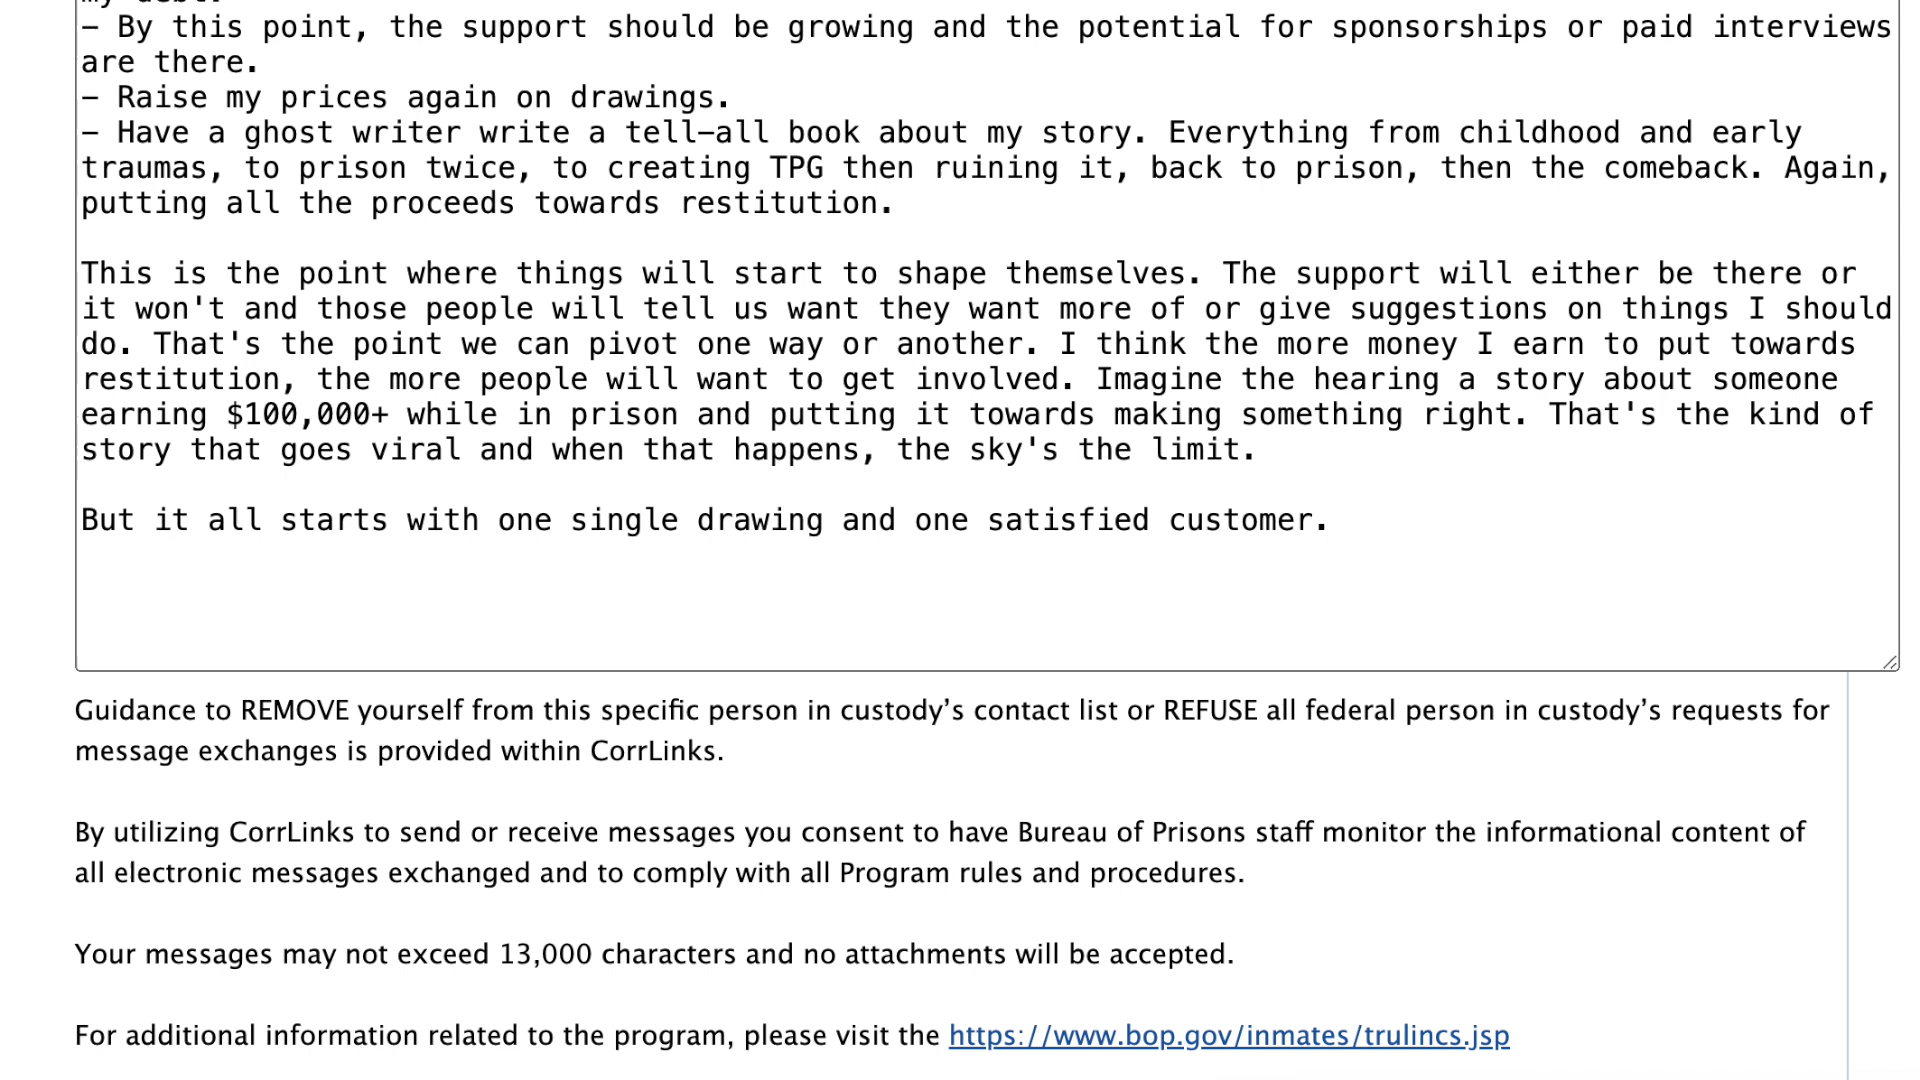 my debt.
– By this point, the support should be growing and the potential for sponsorships or paid interviews
are there.
– Raise my prices again on drawings.
– Have a ghost writer write a tell–all book about my story. Everything from childhood and early
traumas, to prison twice, to creating TPG then ruining it, back to prison, then the comeback. Again,
putting all the proceeds towards restitution.
This is the point where things will start to shape themselves. The support will either be there or
it won't and those people will tell us want they want more of or give suggestions on things I should
do. That's the point we can pivot one way or another. I think the more money I earn to put towards
restitution, the more people will want to get involved. Imagine the hearing a story about someone
earning $100,000+ while in prison and putting it towards making something right. That's the kind of
story that goes viral and when that happens, the sky's the limit.
But it all starts with one single drawing and one satisfied customer.
Guidance to REMOVE yourself from this specific person in custody’s contact list or REFUSE all federal person in custody’s requests for
message exchanges is provided within CorrLinks.
By utilizing CorrLinks to send or receive messages you consent to have Bureau of Prisons staff monitor the informational content of
all electronic messages exchanged and to comply with all Program rules and procedures.
Your messages may not exceed 13,000 characters and no attachments will be accepted.
For additional information related to the program, please visit the https://www.bop.gov/inmates/trulincs.jsp